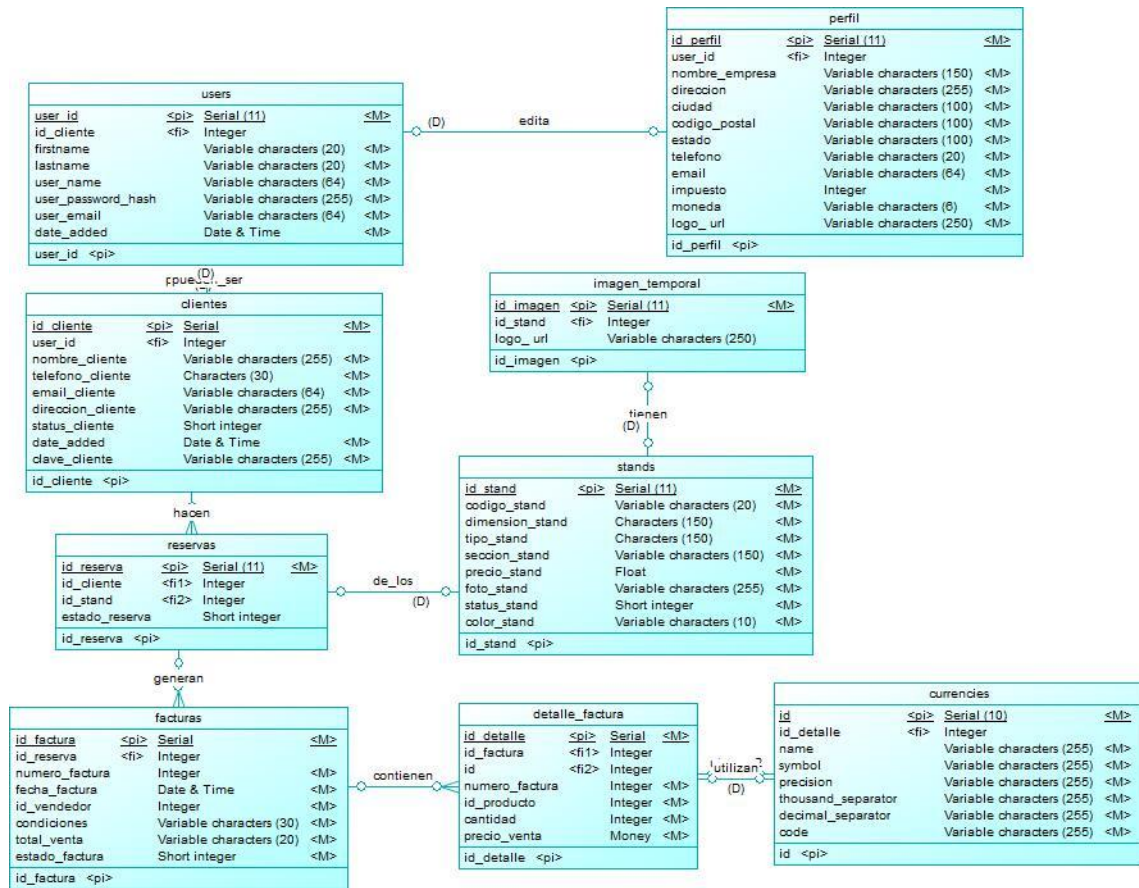 perfil
id_perfil <pi> Serial (11) <M>
user_id <fi> Integer
nombre_empresa Variable characters (150) <M>
direccion Variable characters (255) <M>
ciudad Variable characters (100) <M>
codigo_postal Variable characters (100) <M>
estado Variable characters (100) <M>
telefono Variable characters (20) <M>
email Variable characters (64) <M>
impuesto Integer <M>
moneda Variable characters (6) <M>
logo_ url Variable characters (250) <M>
id_perfil <pi>
users
user_id <pi> Serial (11) <M>
id_cliente <fi> Integer
firstname Variable characters (20) <M>
lastname Variable characters (20) <M>
user_name Variable characters (64) <M>
user_password_hash Variable characters (255) <M>
user_email Variable characters (64) <M>
date_added Date & Time <M>
user_id <pi>
(D) edita
(D)
clientes
id_cliente <pi> Serial <M>
user_id <fi> Integer
nombre_cliente Variable characters (255) <M>
telefono_cliente Characters (30) <M>
email_cliente Variable characters (64) <M>
direccion_cliente Variable characters (255) <M>
status_cliente Short integer
date_added Date & Time <M>
clave_cliente Variable characters (255) <M>
id_cliente <pi>
imagen_temporal
id_imagen <pi> Serial (11) <M>
id_stand <fi> Integer
logo_ url Variable characters (250)
id_imagen <pi>
tienen
(D)
stands
id_stand <pi> Serial (11) <M>
codigo_stand Variable characters (20) <M>
dimension_stand Characters (150) <M>
tipo_stand Characters (150) <M>
seccion_stand Variable characters (150) <M>
precio_stand Float <M>
foto_stand Variable characters (255) <M>
status_stand Short integer <M>
color_stand Variable characters (10) <M>
id_stand <pi>
hacen
reservas
id_reserva <pi> Serial (11) <M>
id_cliente <fi1> Integer
id_stand <fi2> Integer
estado_reserva Short integer
id_reserva <pi>
de_los
(D)
generan
facturas
id_factura <pi> Serial <M>
id_reserva <fi> Integer
numero_factura Integer <M>
fecha_factura Date & Time <M>
id_vendedor Integer <M>
condiciones Variable characters (30) <M>
total_venta Variable characters (20) <M>
estado_factura Short integer <M>
id_factura <pi>
contienen
detalle_factura
id_detalle <pi> Serial <M>
id_factura <fi1> Integer
id <fi2> Integer
numero_factura Integer <M>
id_producto Integer <M>
cantidad Integer <M>
precio_venta Money <M>
id_detalle <pi>
utilizan
(D)
currencies
id <pi> Serial (10) <M>
id_detalle <fi> Integer
name Variable characters (255) <M>
symbol Variable characters (255) <M>
precision Variable characters (255) <M>
thousand_separator Variable characters (255) <M>
decimal_separator Variable characters (255) <M>
code Variable characters (255) <M>
id <pi>